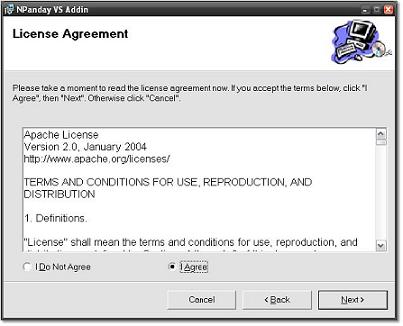 NPanday VS Addin
License Agreement
Please take a moment to read the license agreement now. If you accept the terms below, click "I
Agree", then "Next". Otherwise click "Cancel".
Apache License
Version 2.0, January 2004
http://www.apache.org/licenses/
TERMS AND CONDITIONS FOR USE, REPRODUCTION, AND
DISTRIBUTION
1. Definitions.
"License" shall mean the terms and conditions for use, reproduction, and
I Do Not Agree
I Agree
Cancel
< Back
Next >